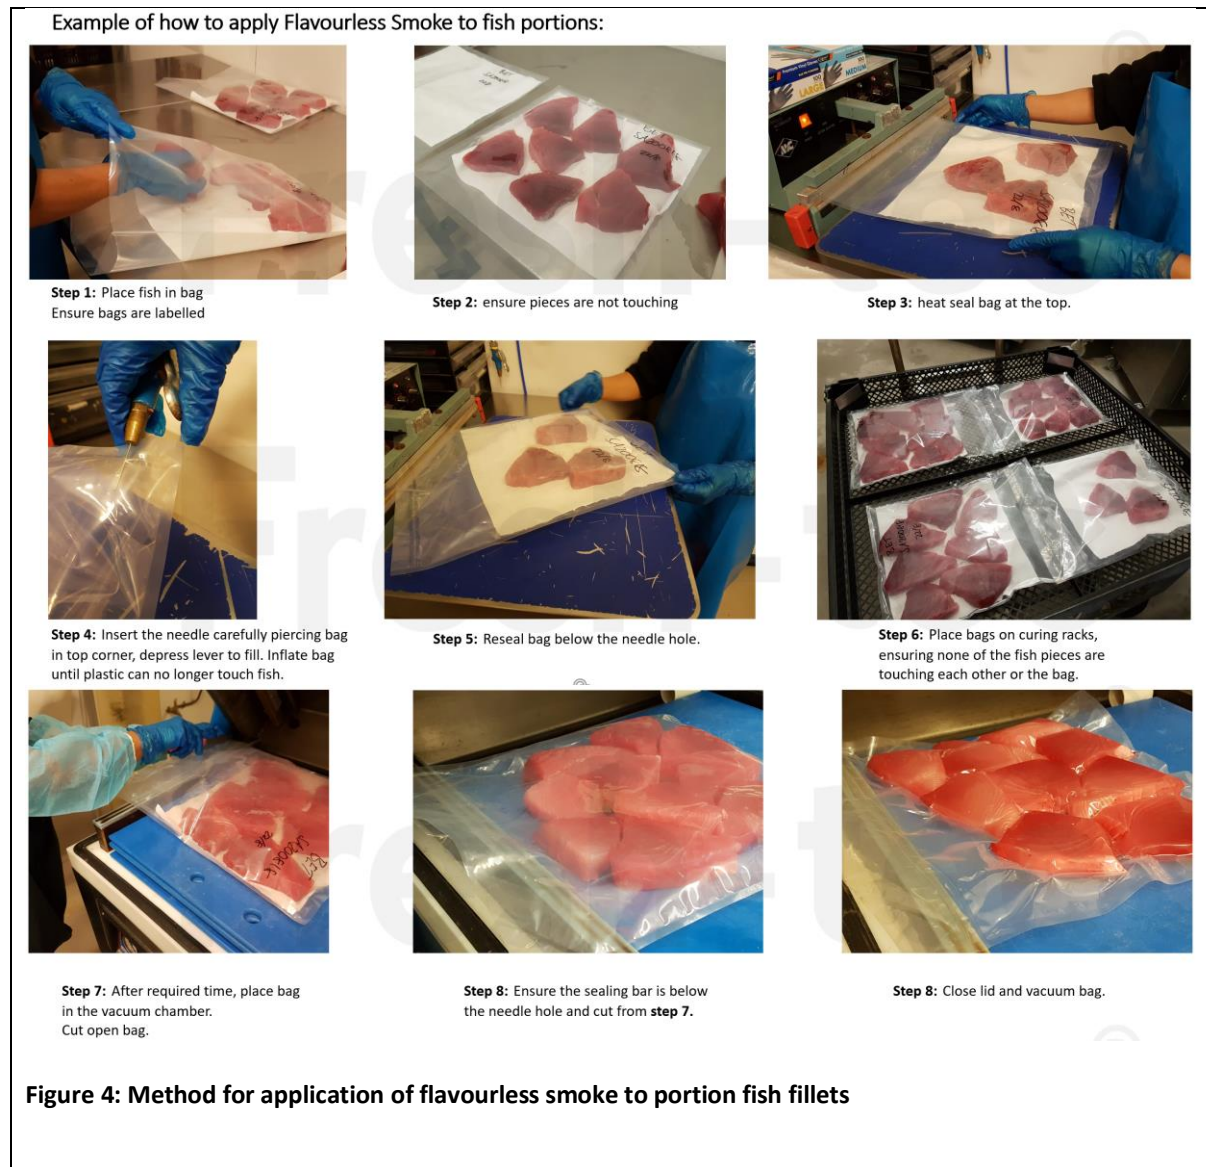 Example of how to apply Flavourless Smoke to fish portions:
LARGE
MEDIUM
Step 1: Place fish in bag
Ensure bags are labelled
Step 2: ensure pieces are not touching
Step 3: heat seal bag at the top.
Step 4: Insert the needle carefully piercing bag
in top corner, depress lever to fill. Inflate bag
until plastic can no longer touch fish.
Step 5: Reseal bag below the needle hole.
Step 6: Place bags on curing racks,
ensuring none of the fish pieces are
touching each other or the bag.
Step 7: After required time, place bag
in the vacuum chamber.
Cut open bag.
Step 8: Ensure the sealing bar is below
the needle hole and cut from step 7.
Step 8: Close lid and vacuum bag.
Figure 4: Method for application of flavourless smoke to portion fish fillets